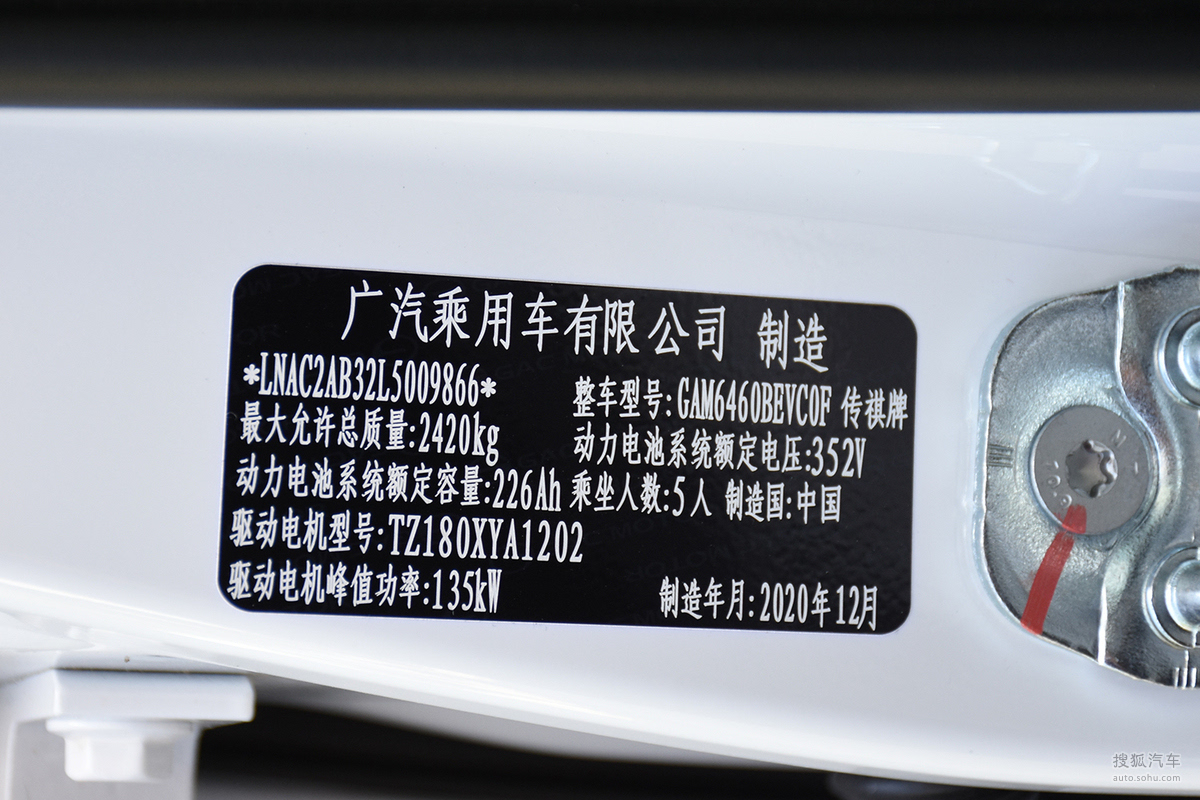 广汽乘用车有限公司 制造
*LNAC2AB32L5009866* 整车型号:GAM6460BEVC0F 传祺牌
最大允许总质量:2420kg 动力电池系统额定电压:352V
动力电池系统额定容量:226Ah 乘坐人数:5人 制造国:中国
驱动电机型号:TZ180XYA1202
驱动电机峰值功率:135kW 制造年月:2020年12月
搜狐汽车
auto.sohu.com